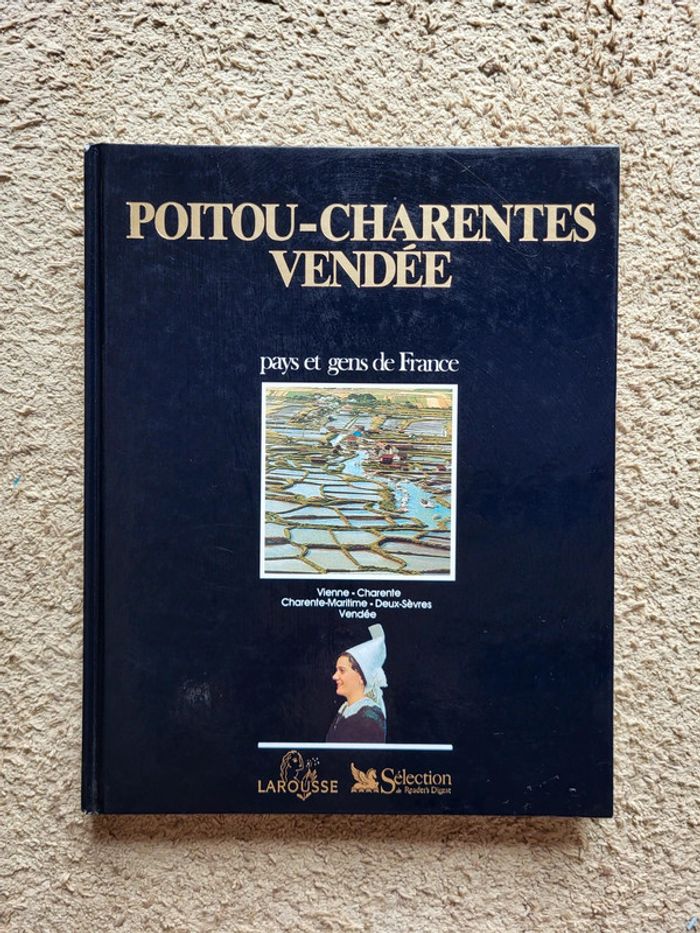 POITOU-CHARENTES
VENDÉE
pays et gens de France
Vienne • Charente
Charente-Maritime • Deux-Sèvres
Vendée
LAROUSSE
Sélection
du Reader's Digest